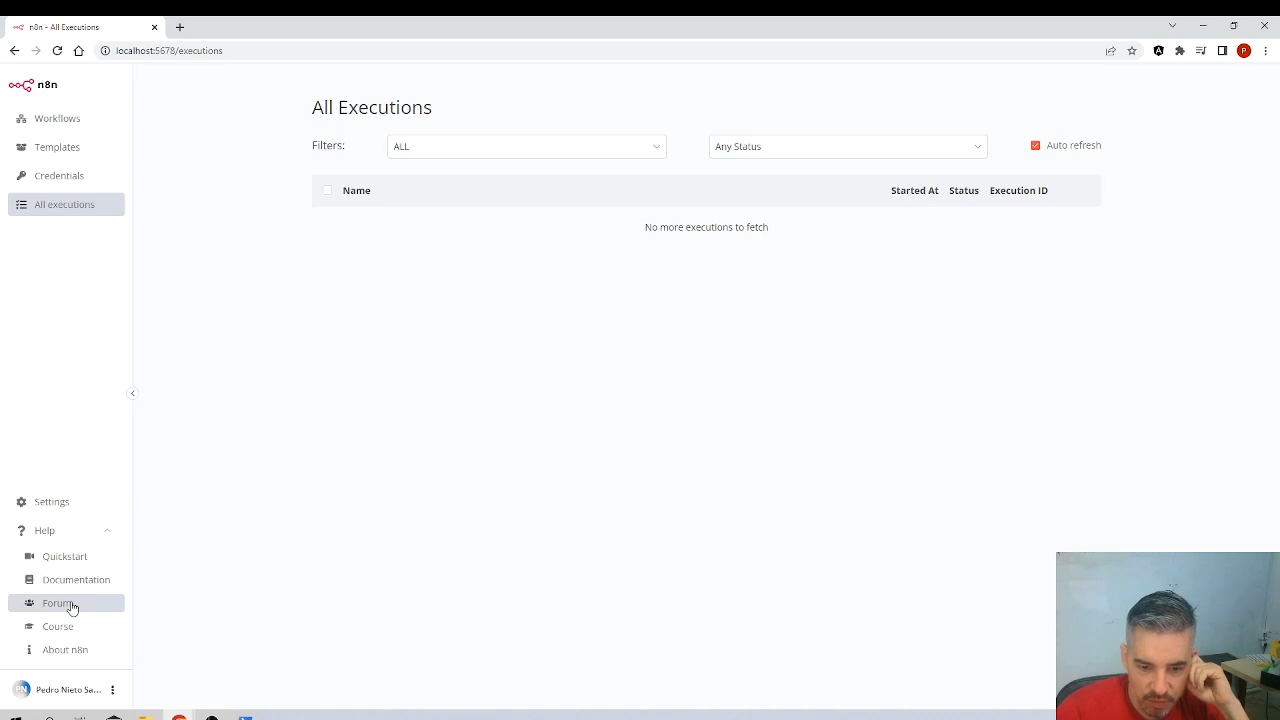 n8n - All Executions
localhost:5678/executions
P
n8n
Workflows
Templates
Credentials
All executions
All Executions
Filters:
ALL
Any Status
Auto refresh
Name
Started At
Status
Execution ID
No more executions to fetch
Settings
Help
Quickstart
Documentation
Forum
Course
About n8n
PN
Pedro Nieto Sa...